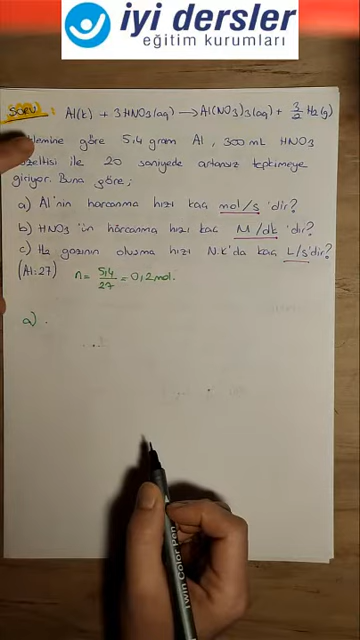 iyi dersler
eğitim kurumları
Soru: Al(k) + 3HNO3(aq) → Al(NO3)3(aq) + 3/2 H2(g)
göre 5,4 gram Al, 300 mL HNO3
ile 20 saniyede artansız tepkimeye
giriyor. Buna göre;
a) Al'nin harcanma hızı kaç mol/s 'dir?
b) HNO3 'ün harcanma hızı kaç M/dk 'dır?
c) H2 gazının oluşma hızı N.K'da kaç L/s'dir?
(Al:27) n = 5,4/27 = 0,2 mol.
a) .
Twin Color Pen